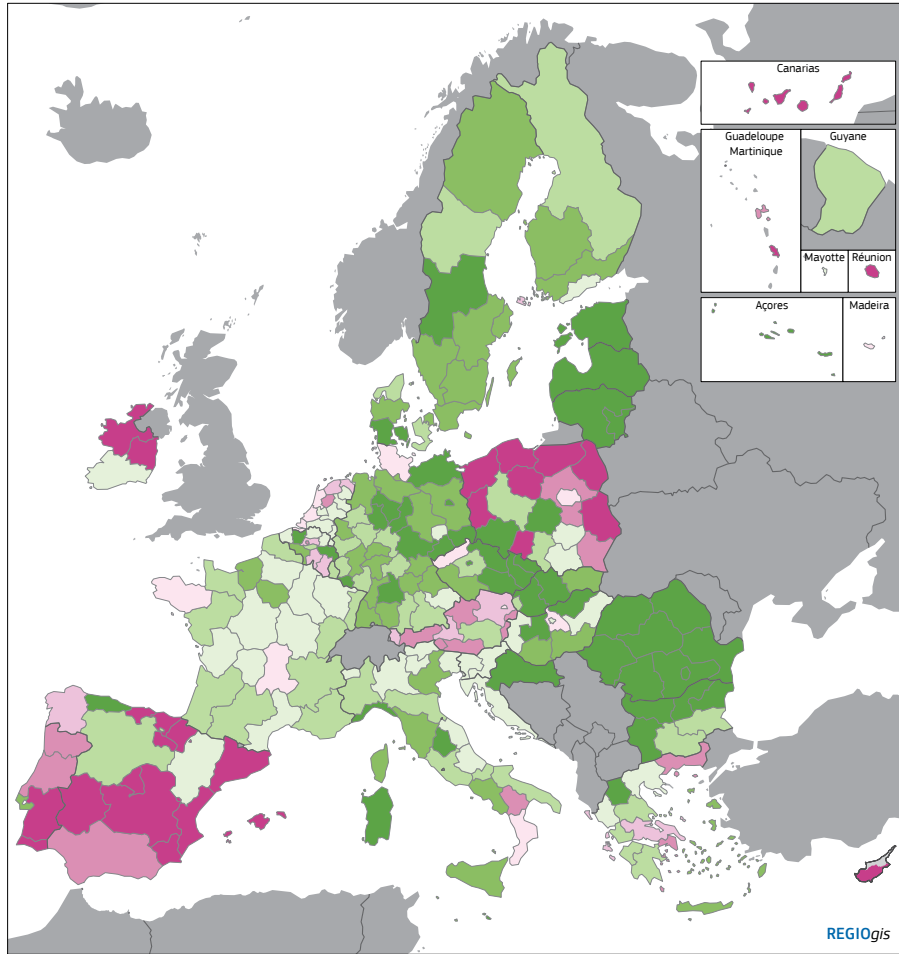 Canarias
Guadeloupe
Martinique
Guyane
Mayotte
Réunion
Açores
Madeira
REGIOgis